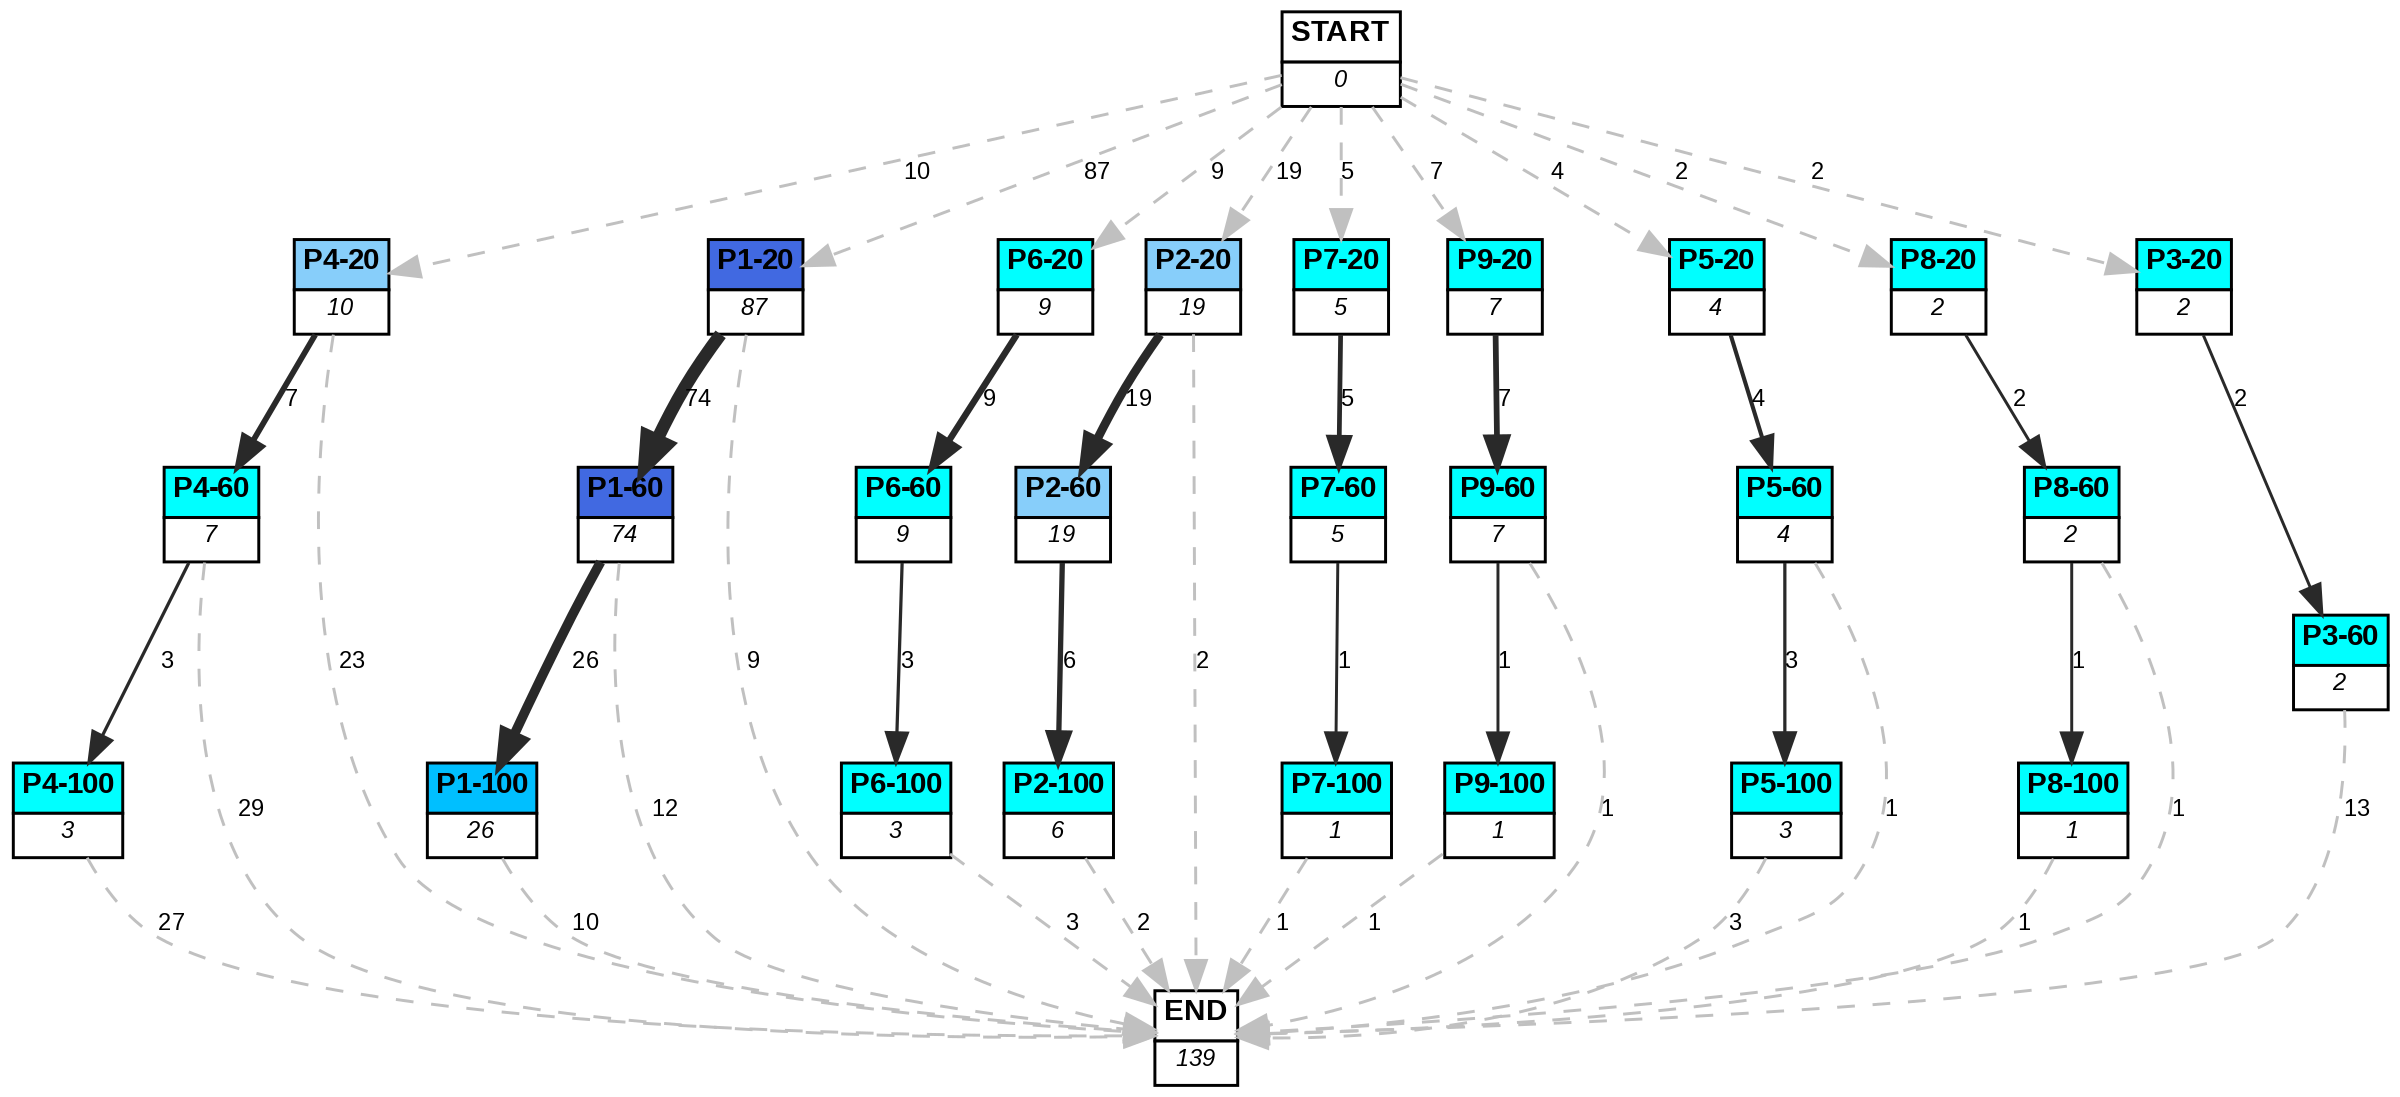 START
0
10
87
9
19
5
7
4
2
2
P4-20
10
P1-20
87
P6-20
9
P2-20
19
P7-20
5
P9-20
7
P5-20
4
P8-20
2
P3-20
2
7
74
9
19
5
7
4
2
2
P4-60
7
P1-60
74
P6-60
9
P2-60
19
P7-60
5
P9-60
7
P5-60
4
P8-60
2
P3-60
2
3
23
26
9
3
6
2
1
1
3
1
29
12
1
1
1
13
P4-100
3
P1-100
26
P6-100
3
P2-100
6
P7-100
1
P9-100
1
P5-100
3
P8-100
1
27
10
3
2
1
1
3
1
END
139